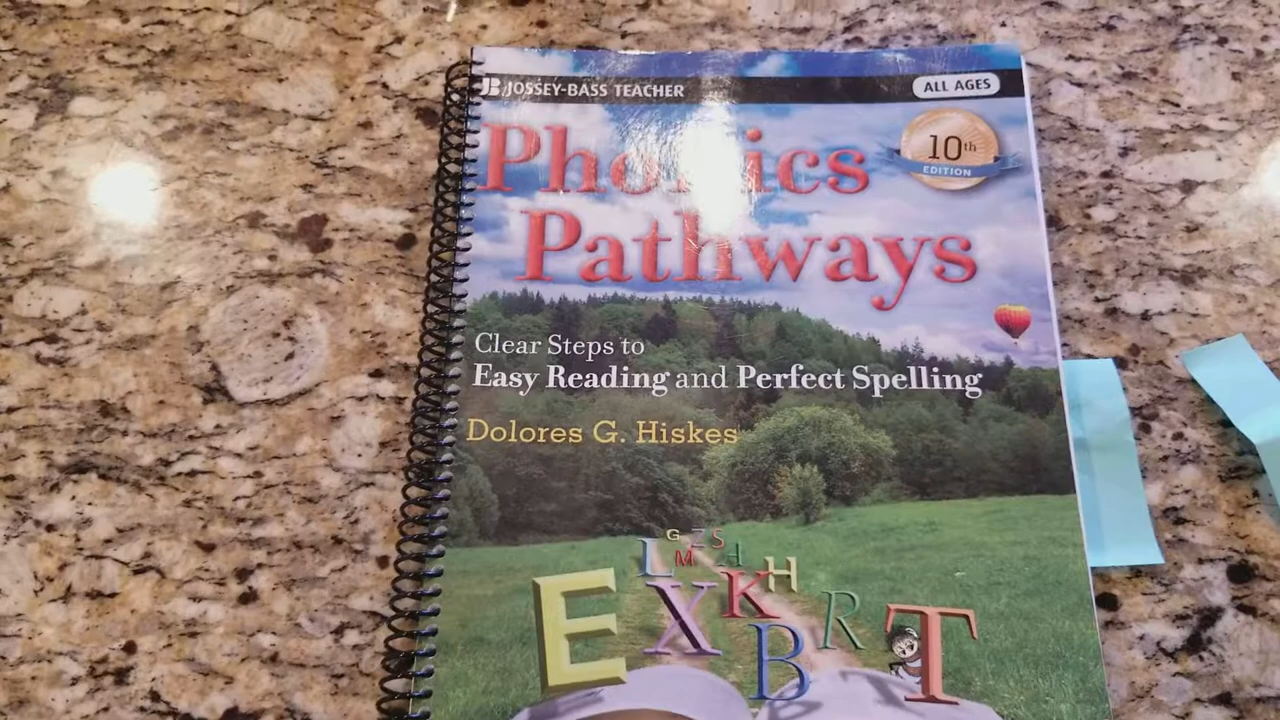 JB JOSSEY-BASS TEACHER
ALL AGES
Phonics
10th
EDITION
Pathways
Clear Steps to
Easy Reading and Perfect Spelling
Dolores G. Hiskes
G Z S
L M H H
E X K R T
B